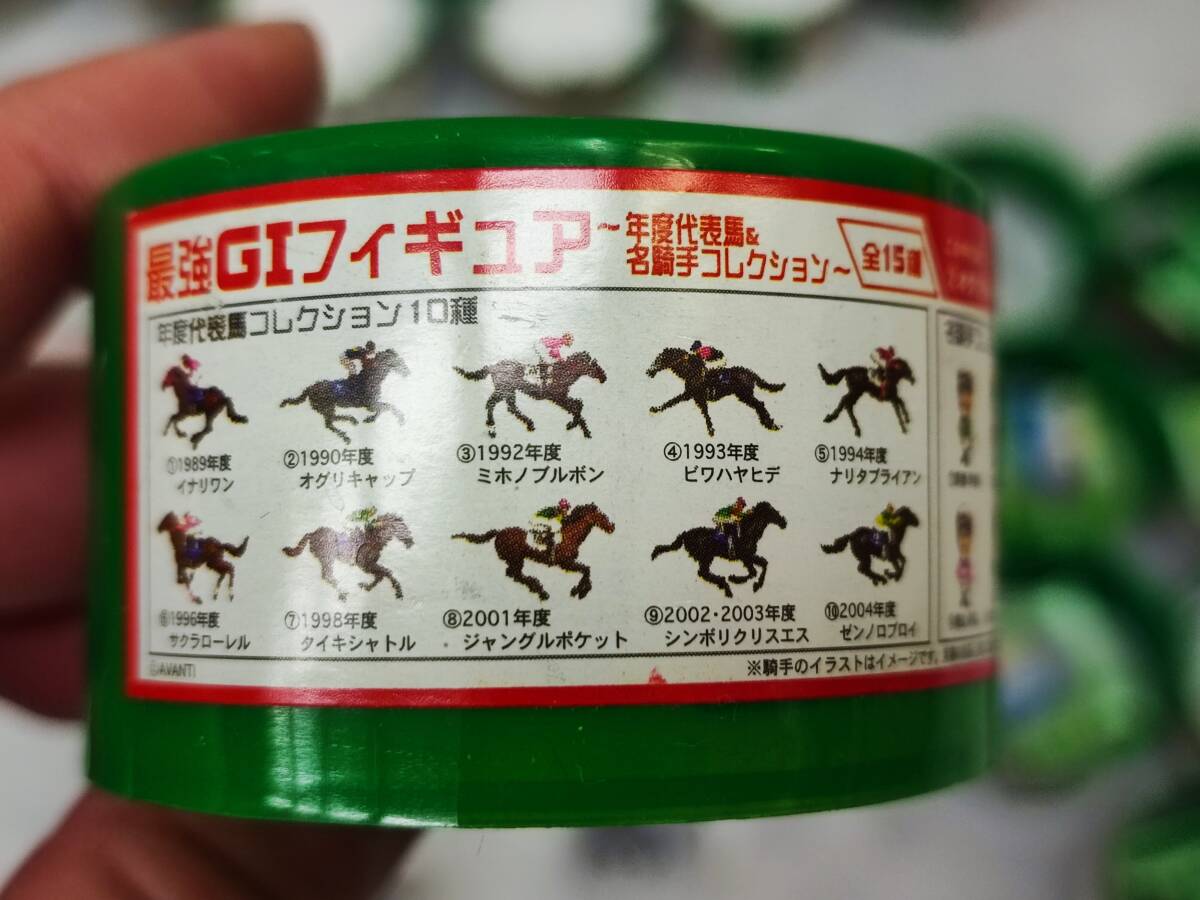 最強GIフィギュア～年度代表馬&
名騎手コレクション～
全15種
年度代表馬コレクション10種
①1989年度
イナリワン
②1990年度
オグリキャップ
③1992年度
ミホノブルボン
④1993年度
ビワハヤヒデ
⑤1994年度
ナリタブライアン
⑥1996年度
サクラローレル
⑦1998年度
タイキシャトル
⑧2001年度
ジャングルポケット
⑨2002・2003年度
シンボリクリスエス
⑩2004年度
ゼンノロブロイ
©AVANTI
※騎手のイラストはイメージです。